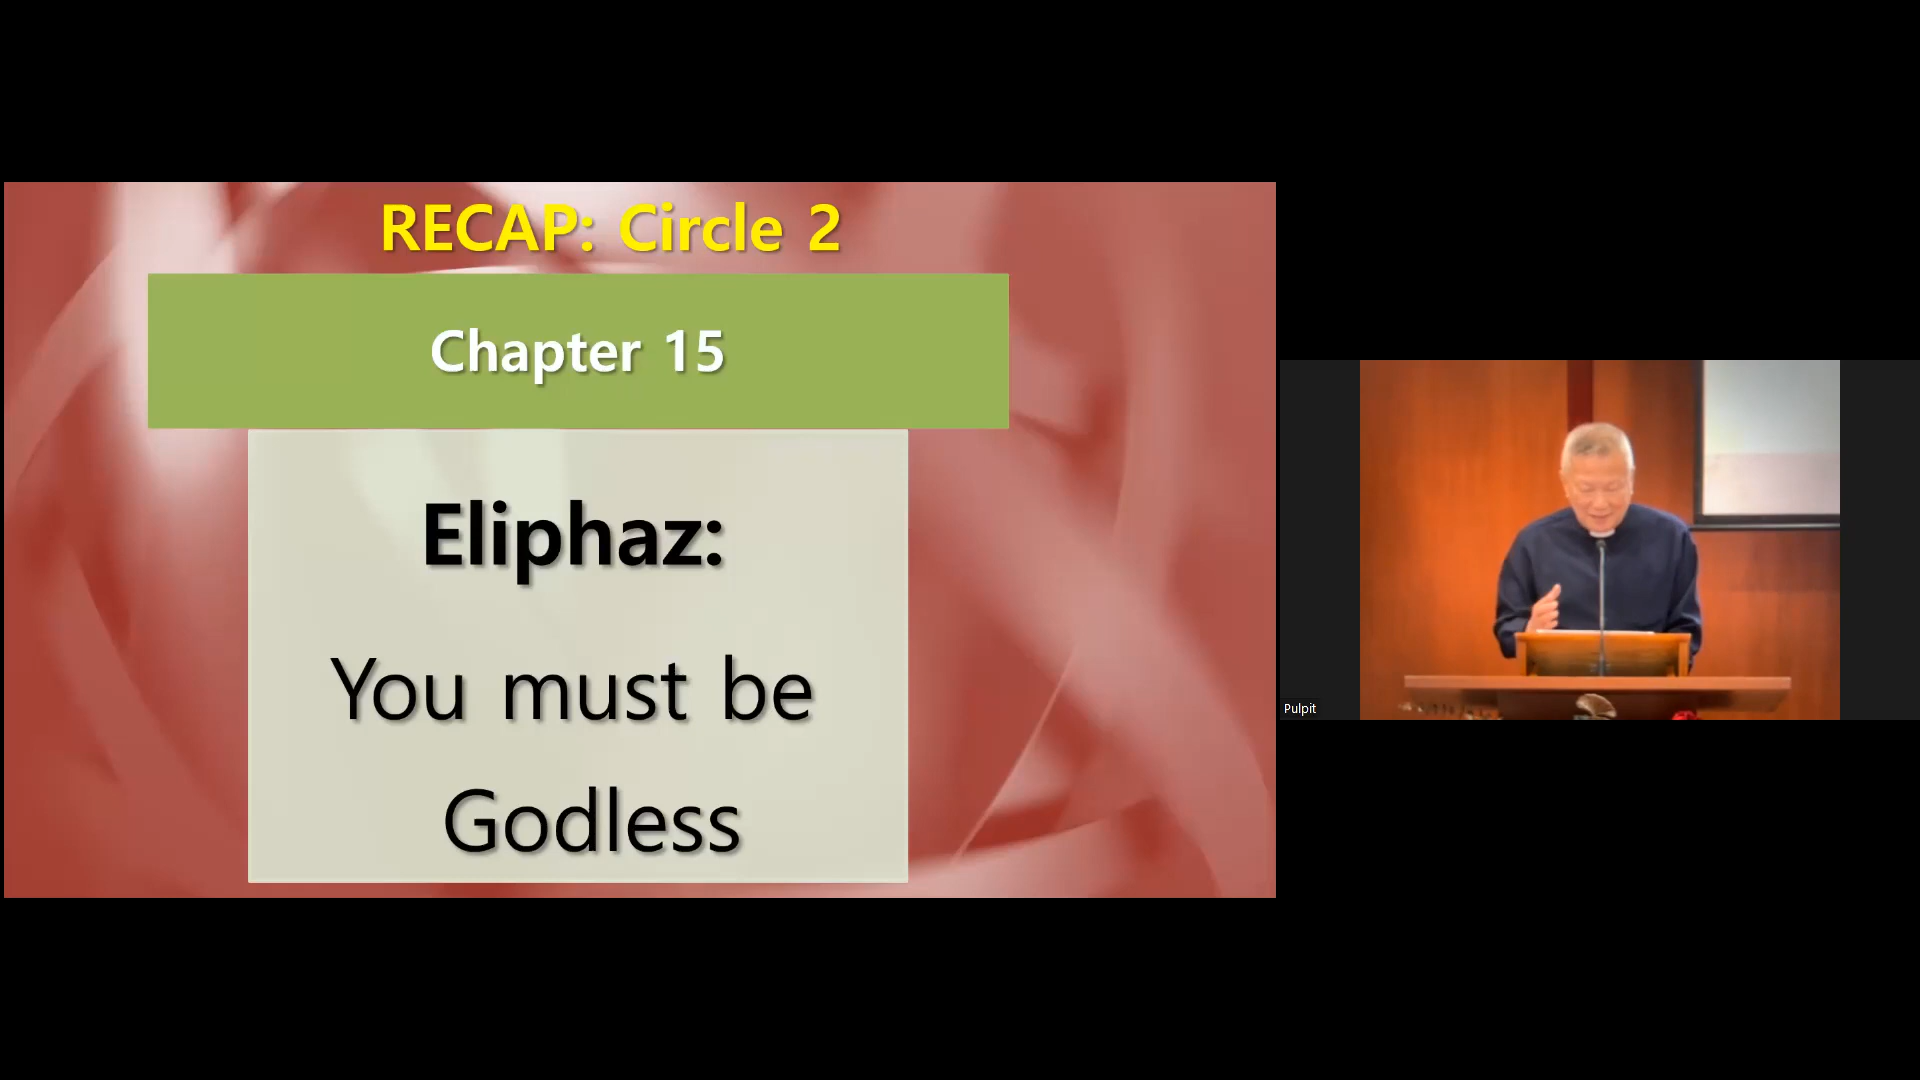 RECAP: Circle 2
Chapter 15
Eliphaz:
You must be
Godless
Pulpit